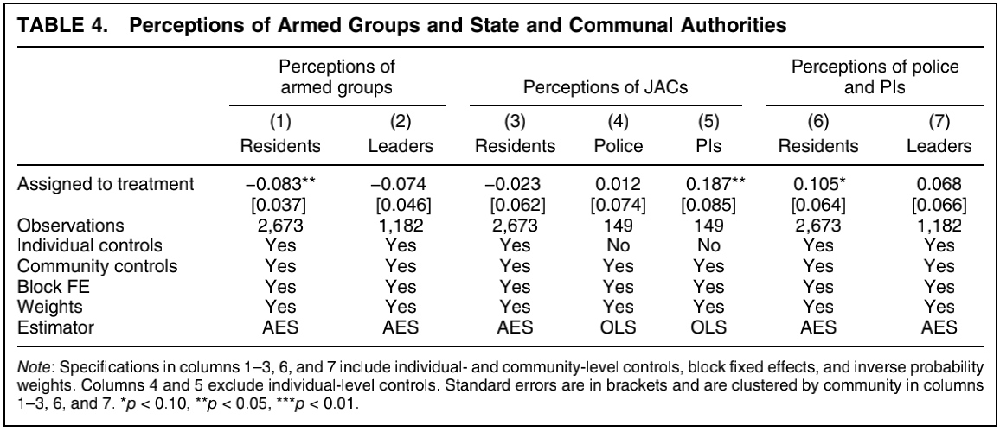 TABLE 4. Perceptions of Armed Groups and State and Communal Authorities
Perceptions of armed groups Perceptions of JACs Perceptions of police and PIs
(1) (2) (3) (4) (5) (6) (7)
Residents Leaders Residents Police PIs Residents Leaders
Assigned to treatment −0.083** −0.074 −0.023 0.012 0.187** 0.105* 0.068
[0.037] [0.046] [0.062] [0.074] [0.085] [0.064] [0.066]
Observations 2,673 1,182 2,673 149 149 2,673 1,182
Individual controls Yes Yes Yes No No Yes Yes
Community controls Yes Yes Yes Yes Yes Yes Yes
Block FE Yes Yes Yes Yes Yes Yes Yes
Weights Yes Yes Yes Yes Yes Yes Yes
Estimator AES AES AES OLS OLS AES AES
Note: Specifications in columns 1–3, 6, and 7 include individual- and community-level controls, block fixed effects, and inverse probability
weights. Columns 4 and 5 exclude individual-level controls. Standard errors are in brackets and are clustered by community in columns
1–3, 6, and 7. *p < 0.10, **p < 0.05, ***p < 0.01.